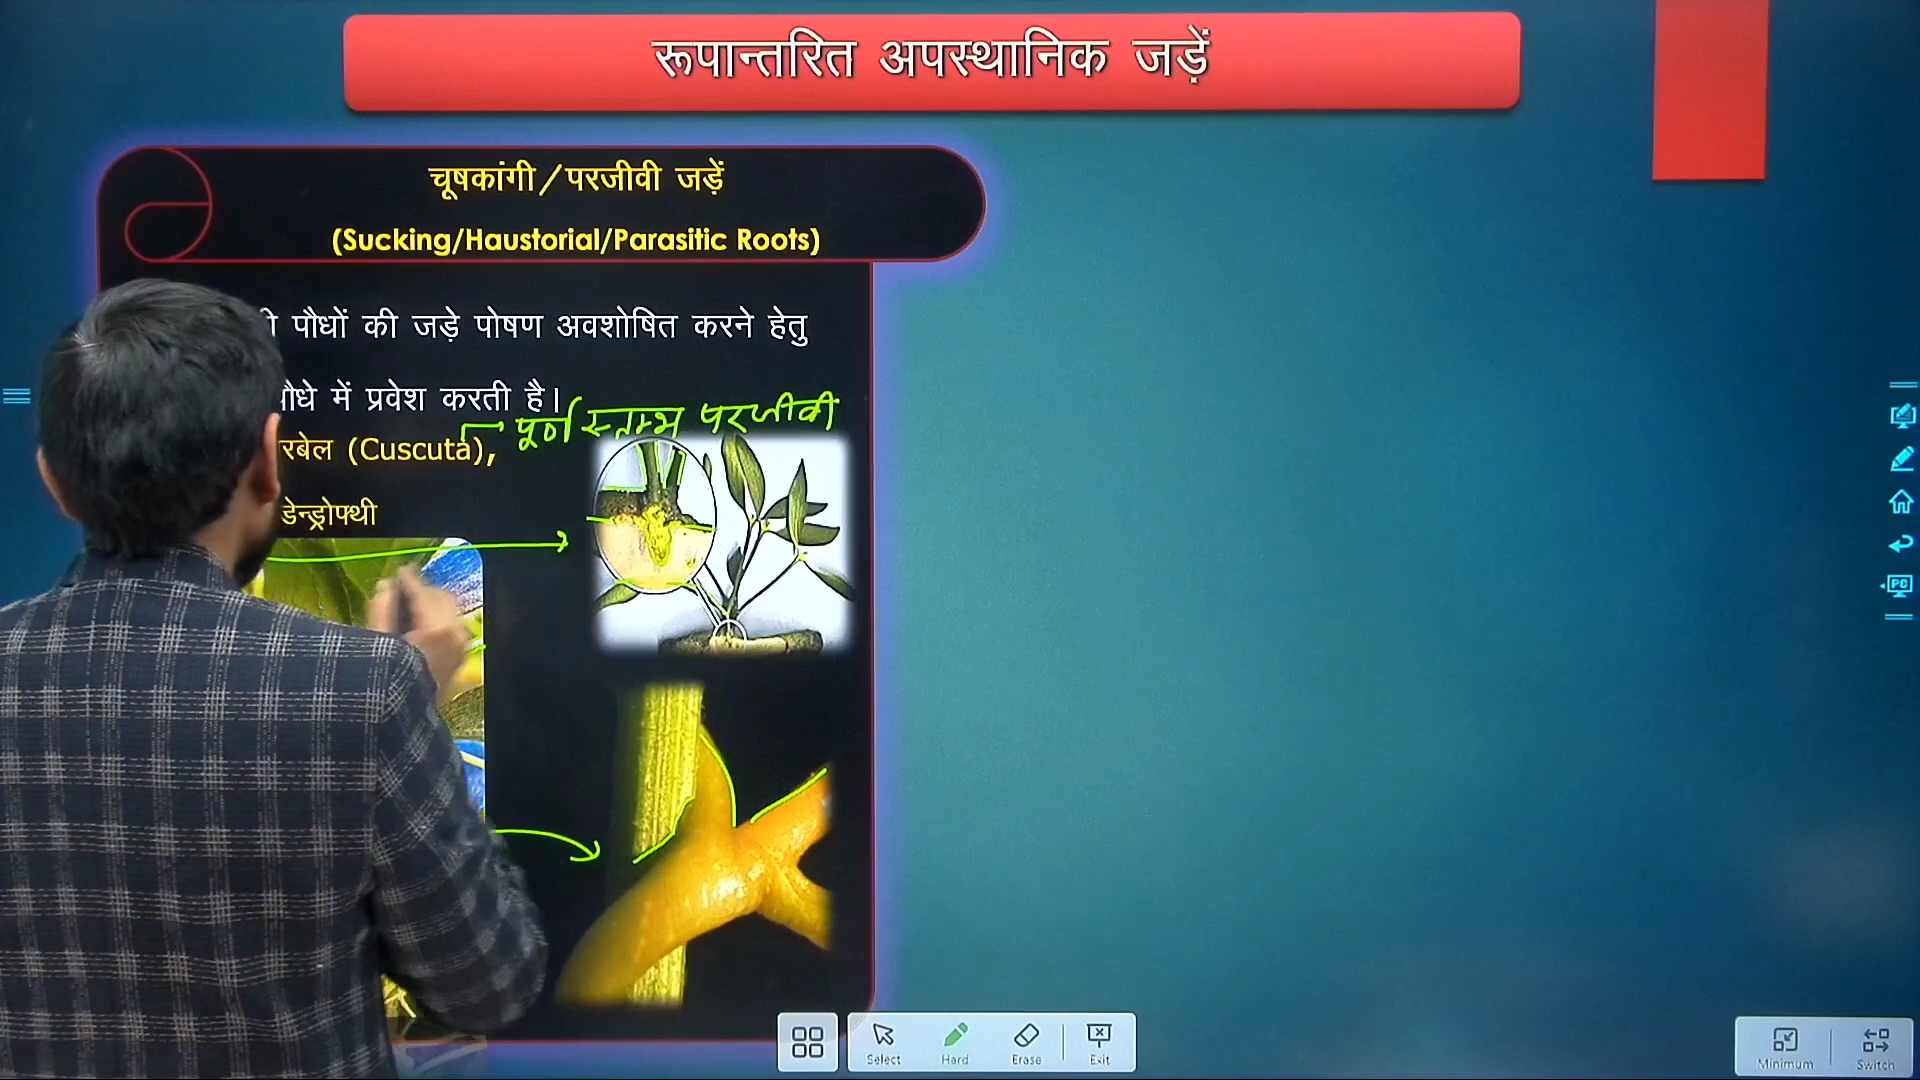 रूपान्तरित अपस्थानिक जड़ें
चूषकांगी/परजीवी जड़ें
(Sucking/Haustorial/Parasitic Roots)
पौधों की जड़े पोषण अवशोषित करने हेतु
में प्रवेश करती है।
पूर्ण स्तम्भ परजीवी
रबेल (Cuscuta),
डेन्ड्रोफ्थी
PC
Select
Hard
Erase
Exit
Minimum
Switch